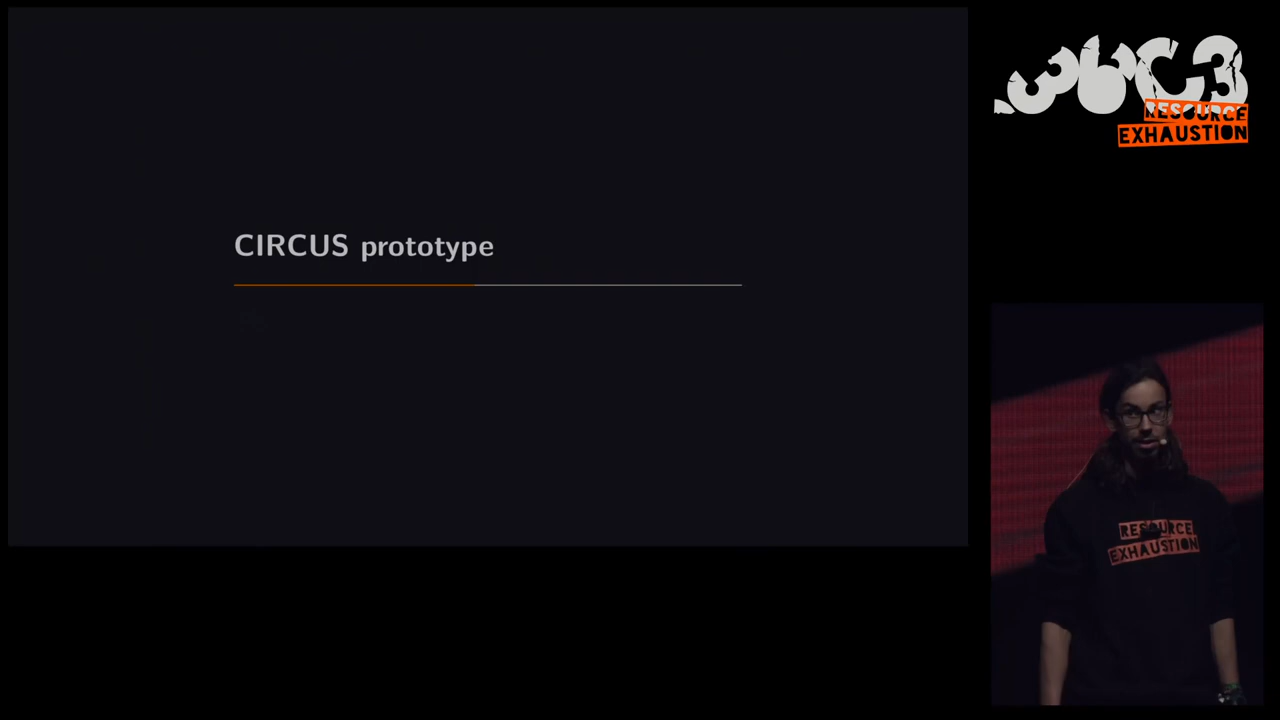 CIRCUS prototype
36C3
RESOURCE
EXHAUSTION
RESOURCE
EXHAUSTION